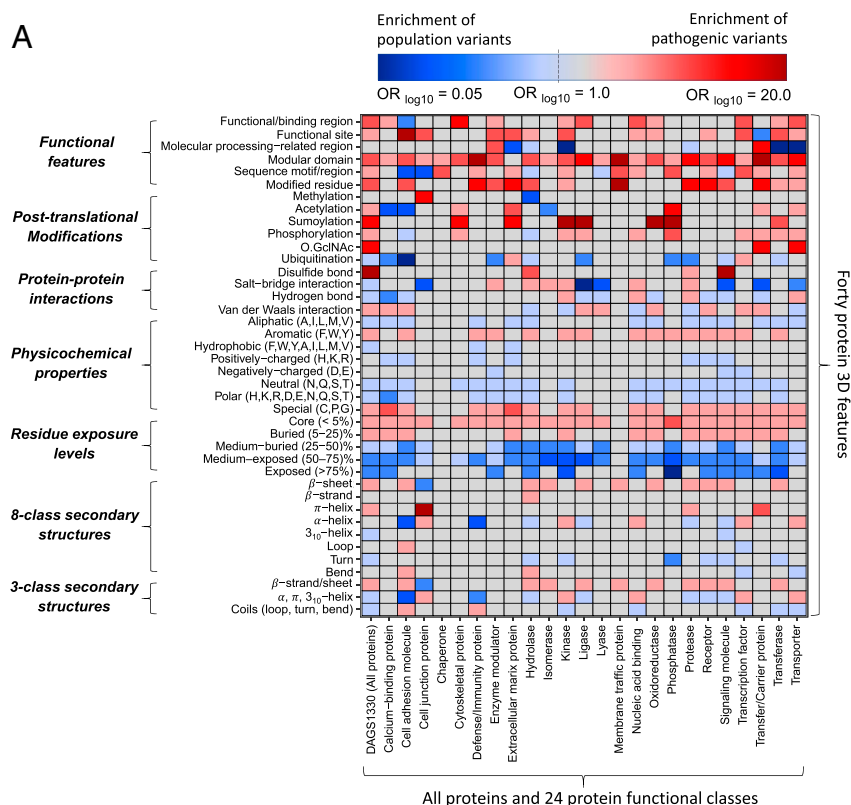 A
Enrichment of
population variants
Enrichment of
pathogenic variants
OR log10 = 0.05
OR log10 = 1.0
OR log10 = 20.0
Functional
features
Post-translational
Modifications
Protein-protein
interactions
Physicochemical
properties
Residue exposure
levels
8-class secondary
structures
3-class secondary
structures
Functional/binding region
Functional site
Molecular processing-related region
Modular domain
Sequence motif/region
Modified residue
Methylation
Acetylation
Sumoylation
Phosphorylation
O.GclNAc
Ubiquitination
Disulfide bond
Salt-bridge interaction
Hydrogen bond
Van der Waals interaction
Aliphatic (A,I,L,M,V)
Aromatic (F,W,Y)
Hydrophobic (F,W,Y,A,I,L,M,V)
Positively-charged (H,K,R)
Negatively-charged (D,E)
Neutral (N,Q,S,T)
Polar (H,K,R,D,E,N,Q,S,T)
Special (C,P,G)
Core (< 5%)
Buried (5-25)%
Medium-buried (25-50)%
Medium-exposed (50-75)%
Exposed (>75%)
β-sheet
β-strand
π-helix
α-helix
3₁₀-helix
Loop
Turn
Bend
β-strand/sheet
α, π, 3₁₀-helix
Coils (loop, turn, bend)
Forty protein 3D features
DAGS1330 (All proteins)
Calcium-binding protein
Cell adhesion molecule
Cell junction protein
Chaperone
Cytoskeletal protein
Defense/Immunity protein
Enzyme modulator
Extracellular marix protein
Hydrolase
Isomerase
Kinase
Ligase
Lyase
Membrane traffic protein
Nucleic acid binding
Oxidoreductase
Phosphatase
Protease
Receptor
Signaling molecule
Transcription factor
Transfer/Carrier protein
Transferase
Transporter
All proteins and 24 protein functional classes